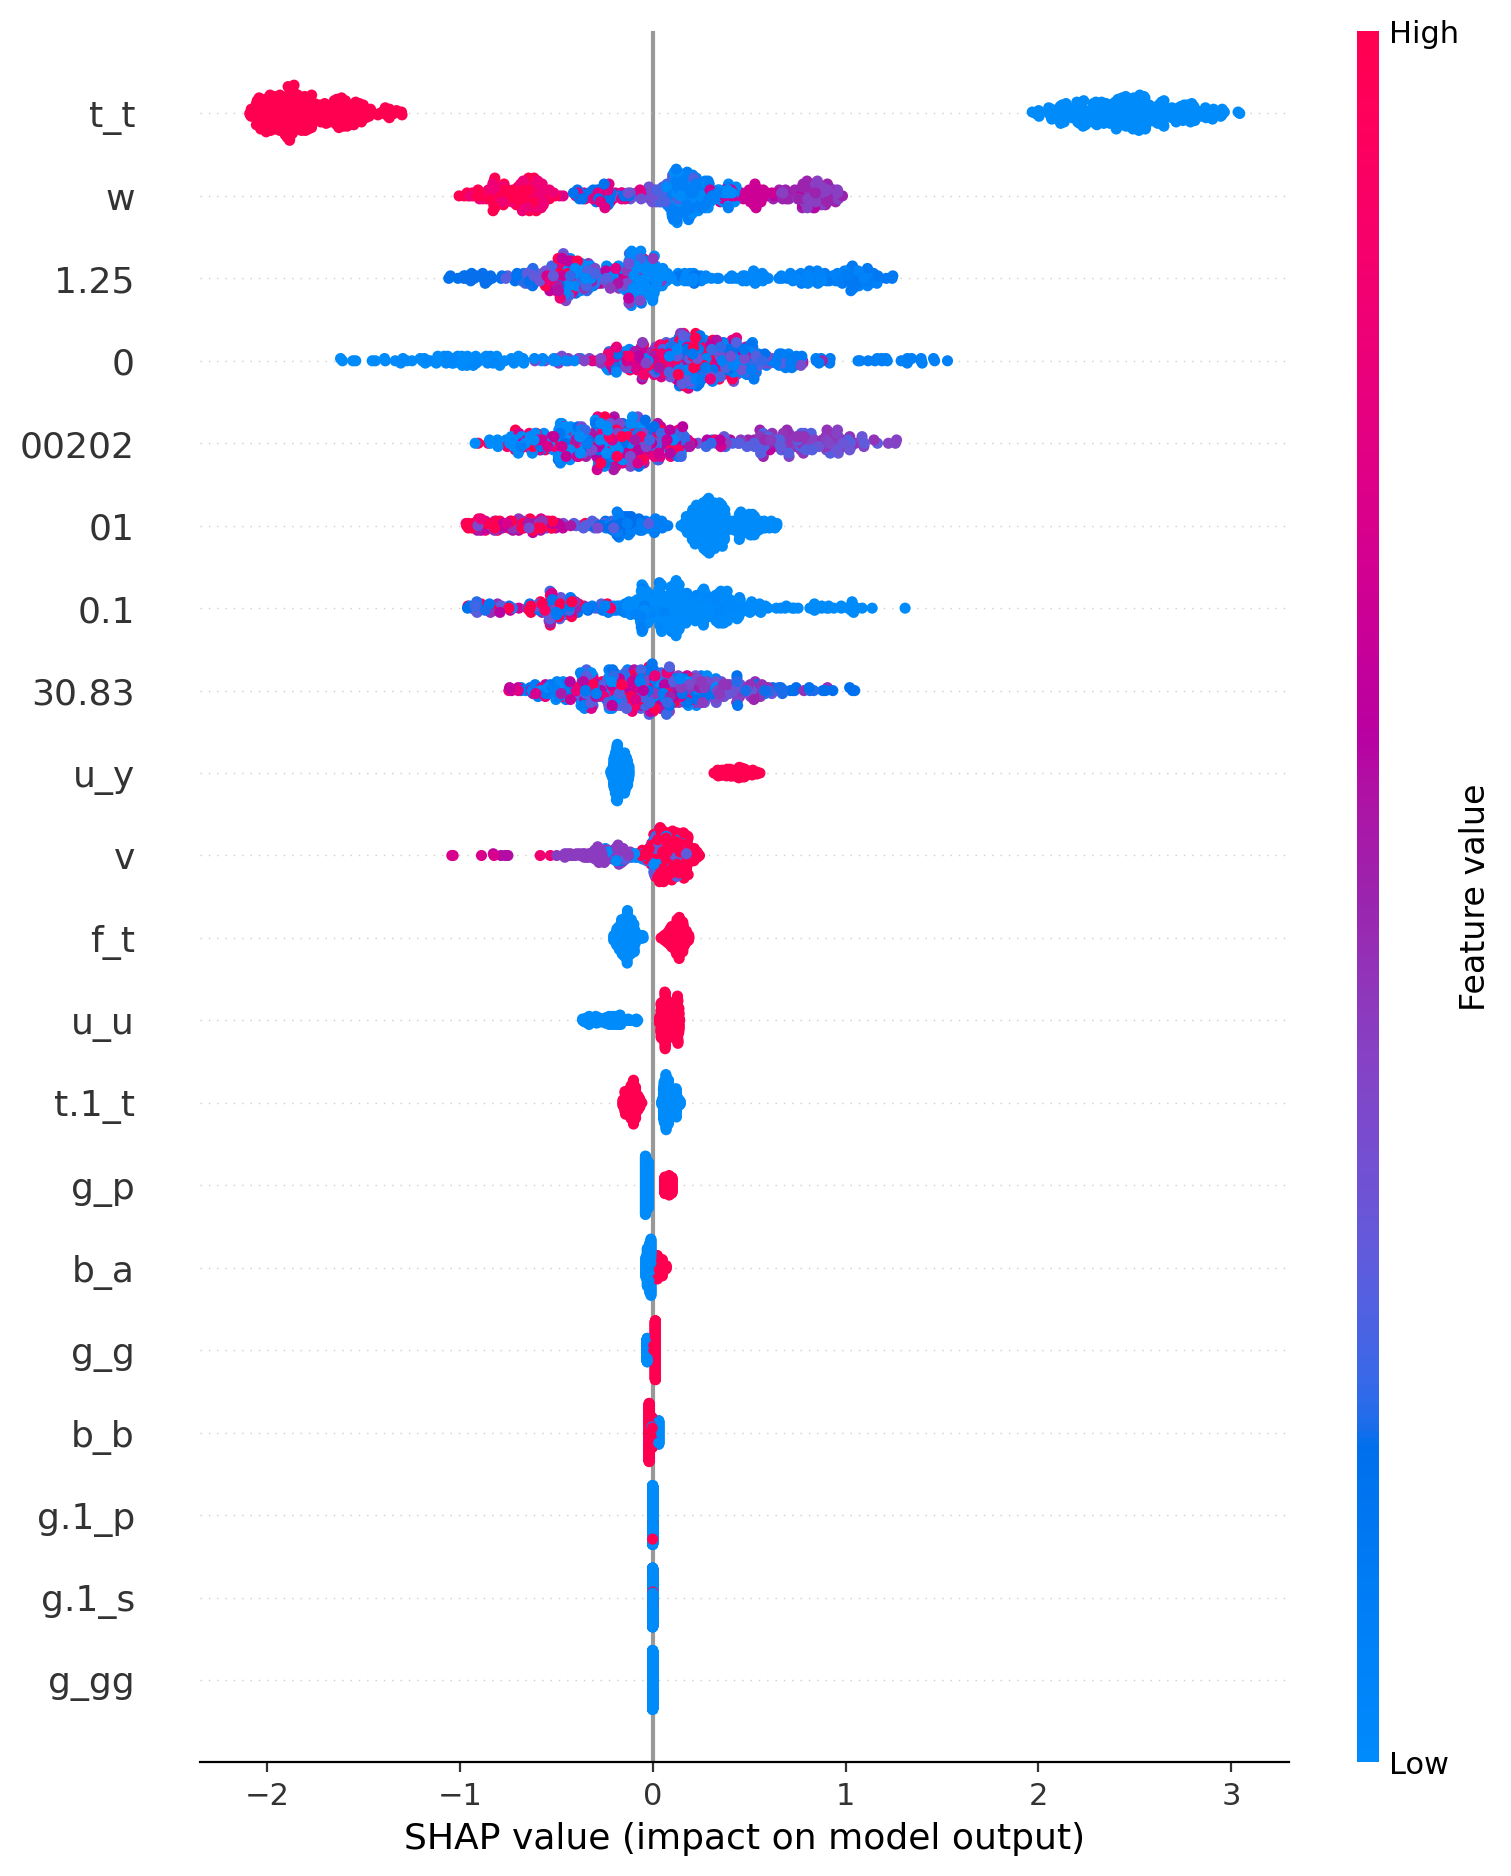 High
t_t
w
1.25
0
00202
01
0.1
30.83
u_y
v
f_t
u_u
t.1_t
g_p
b_a
g_g
b_b
g.1_p
g.1_s
g_gg
Feature value
Low
−2 −1 0 1 2 3
SHAP value (impact on model output)